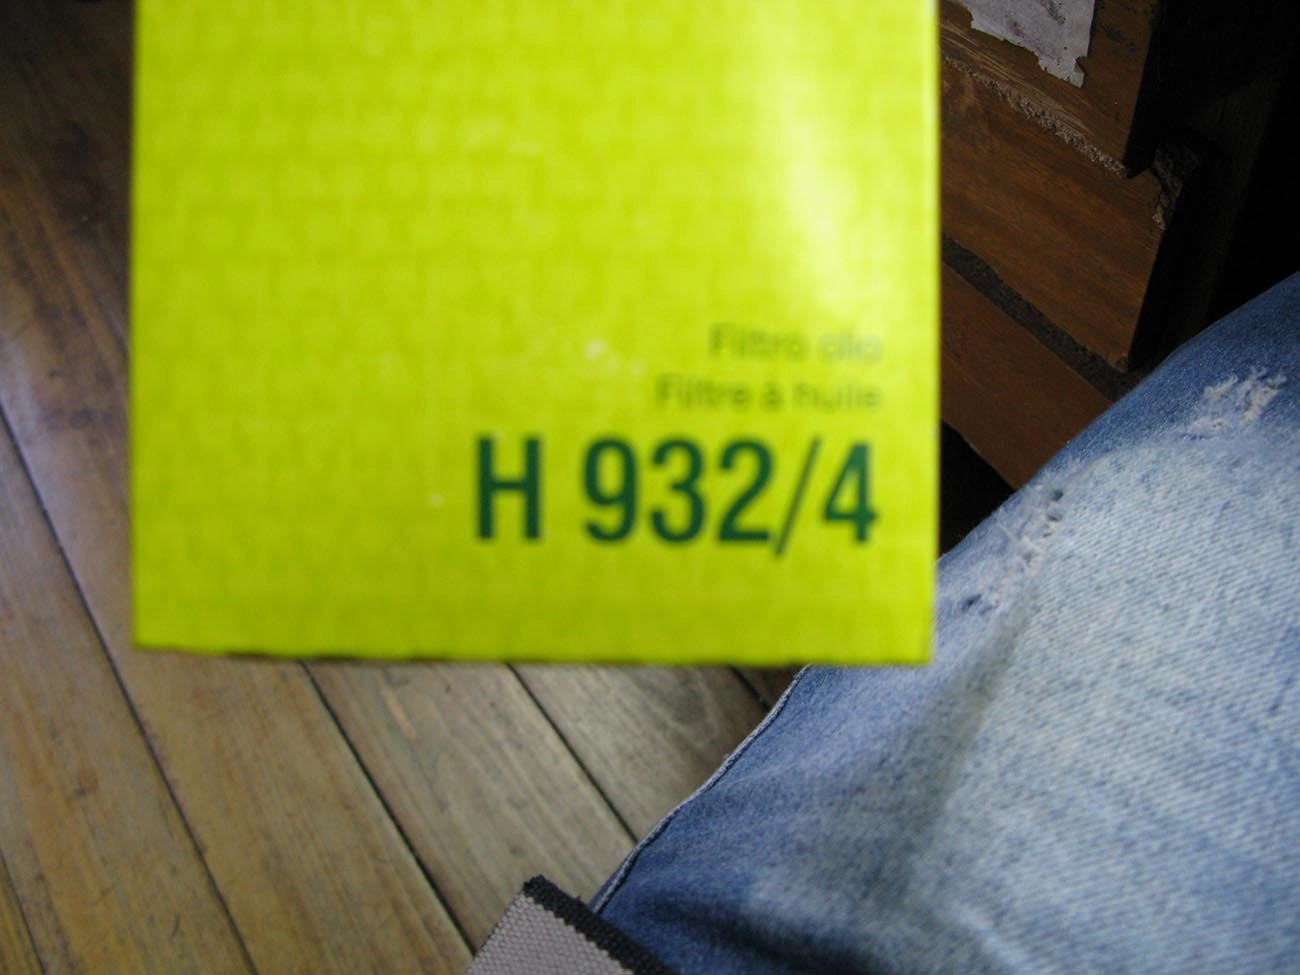 Filtro olio
Filtre à huile
H 932/4